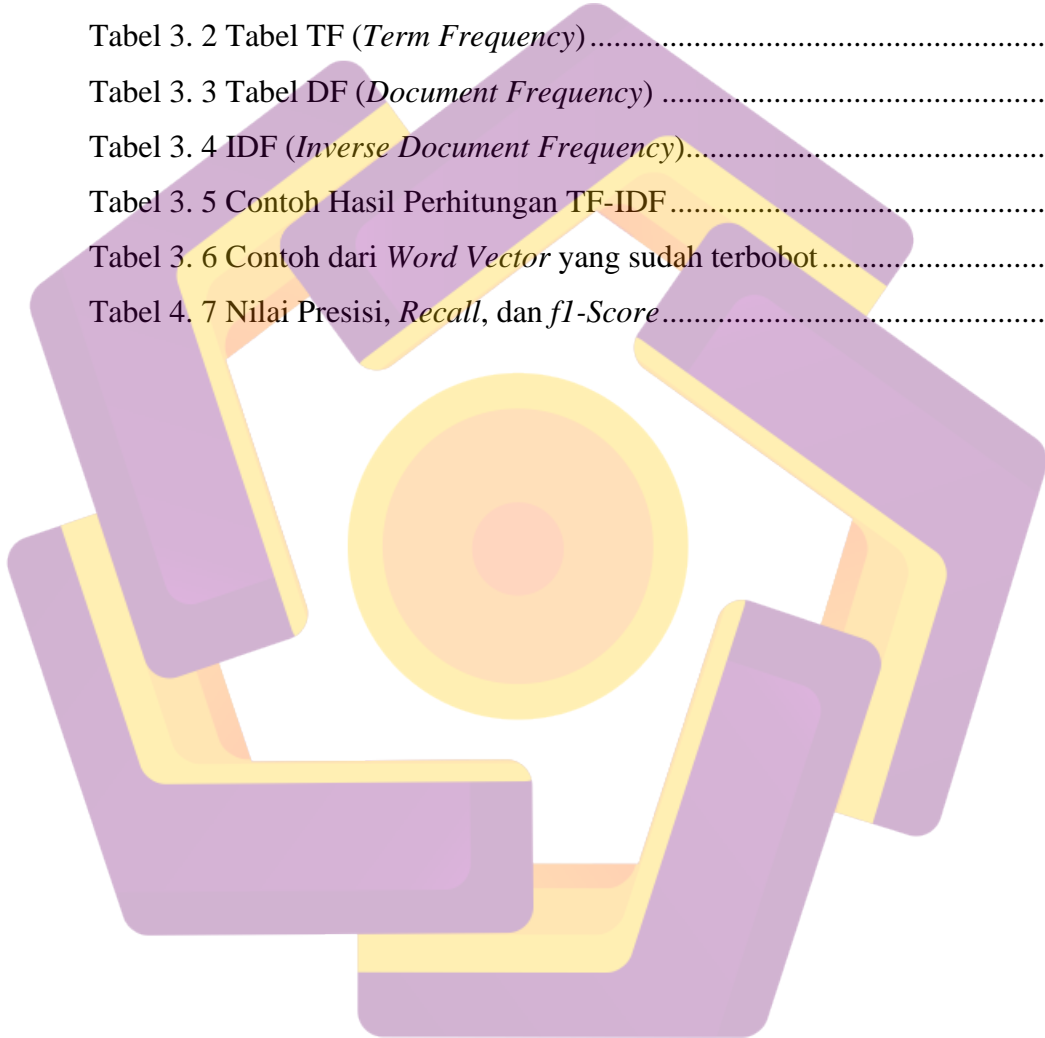 Tabel 3. 2 Tabel TF (Term Frequency)........................................................
Tabel 3. 3 Tabel DF (Document Frequency) ................................................
Tabel 3. 4 IDF (Inverse Document Frequency).............................................
Tabel 3. 5 Contoh Hasil Perhitungan TF-IDF...............................................
Tabel 3. 6 Contoh dari Word Vector yang sudah terbobot............................
Tabel 4. 7 Nilai Presisi, Recall, dan f1-Score................................................